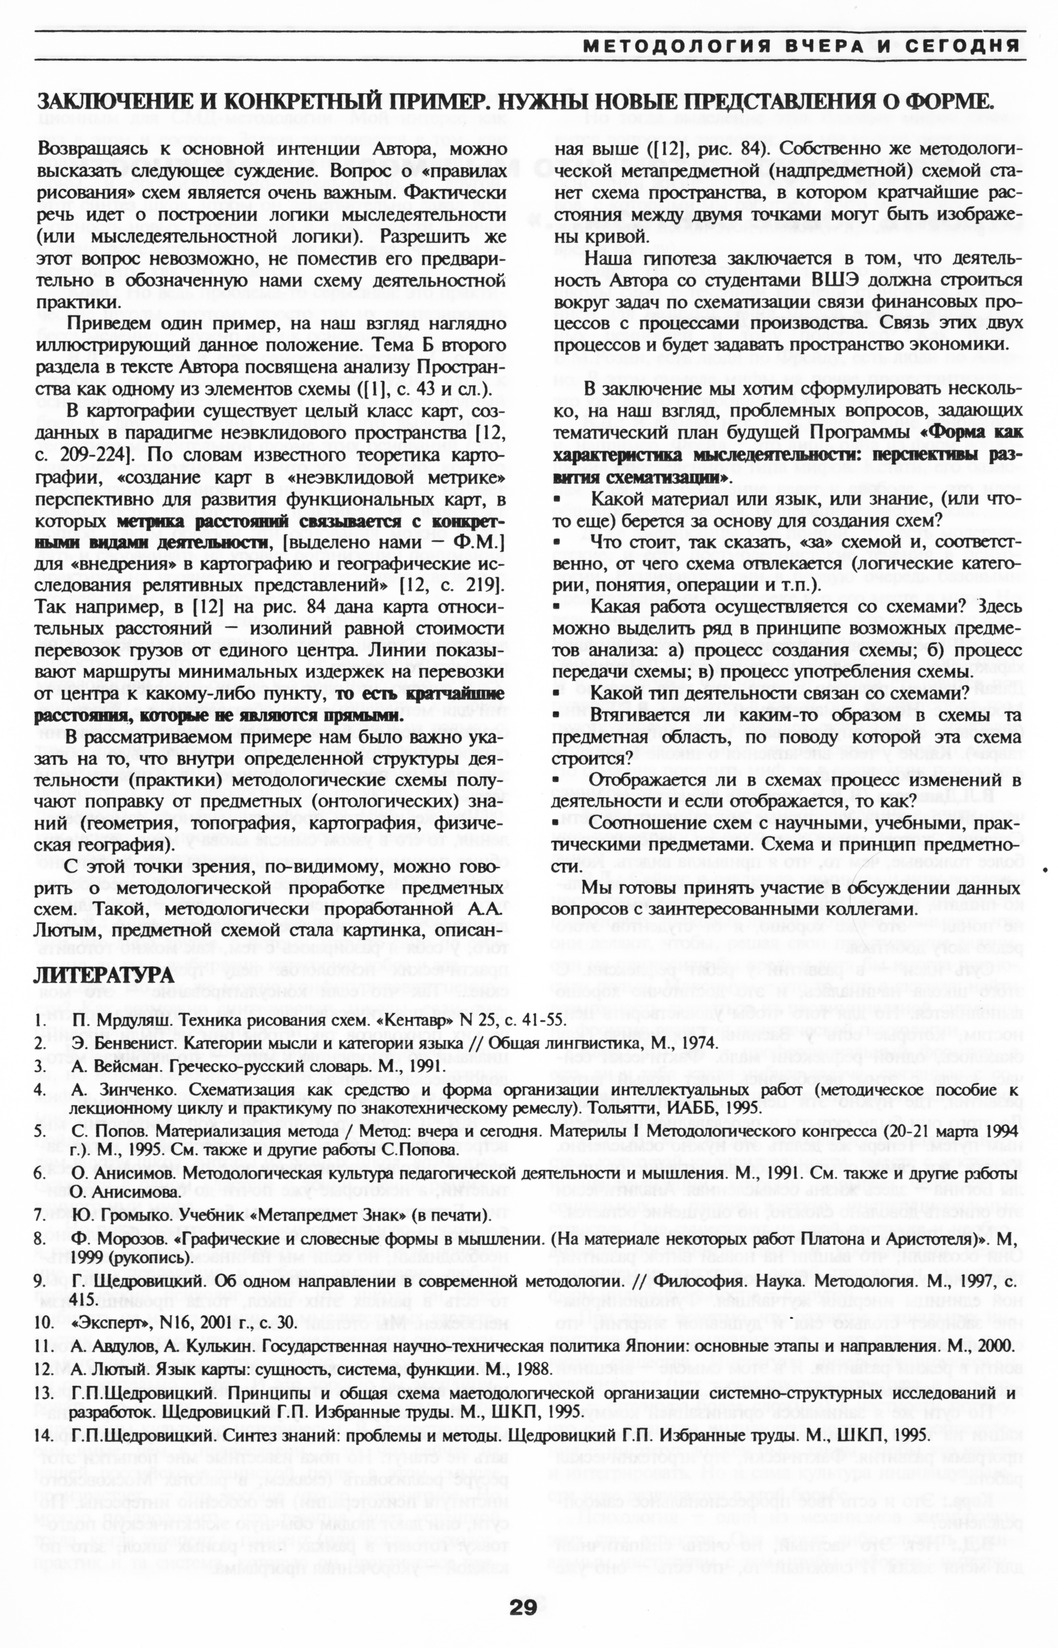 МЕТОДОЛОГИЯ ВЧЕРА И СЕГОДНЯ
ЗАКЛЮЧЕНИЕ И КОНКРЕТНЫЙ ПРИМЕР. НУЖНЫ НОВЫЕ ПРЕДСТАВЛЕНИЯ О ФОРМЕ.
Возвращаясь к основной интенции Автора, можно
высказать следующее суждение. Вопрос о «правилах
рисования» схем является очень важным. Фактически
речь идет о построении логики мыследеятельности
(или мыследеятельностной логики). Разрешить же
этот вопрос невозможно, не поместив его предвари-
тельно в обозначенную нами схему деятельностной
практики.
Приведем один пример, на наш взгляд наглядно
иллюстрирующий данное положение. Тема Б второго
раздела в тексте Автора посвящена анализу Простран-
ства как одному из элементов схемы ([1], с. 43 и сл.).
В картографии существует целый класс карт, соз-
данных в парадигме неэвклидового пространства [12,
с. 209-224]. По словам известного теоретика карто-
графии, «создание карт в «неэвклидовой метрике»
перспективно для развития функциональных карт, в
которых метрика расстояний связывается с конкрет-
ными видами деятельности, [выделено нами — Ф.М.]
для «внедрения» в картографию и географические ис-
следования релятивных представлений» [12, с. 219].
Так например, в [12] на рис. 84 дана карта относи-
тельных расстояний — изолиний равной стоимости
перевозок грузов от единого центра. Линии показы-
вают маршруты минимальных издержек на перевозки
от центра к какому-либо пункту, то есть кратчайшие
расстояния, которые не являются прямыми.
В рассматриваемом примере нам было важно ука-
зать на то, что внутри определенной структуры дея-
тельности (практики) методологические схемы полу-
чают поправку от предметных (онтологических) зна-
ний (геометрия, топография, картография, физиче-
ская география).
С этой точки зрения, по-видимому, можно гово-
рить о методологической проработке предметных
схем. Такой, методологически проработанной А.А.
Лютым, предметной схемой стала картинка, описан-
ная выше ([12], рис. 84). Собственно же методологи-
ческой метапредметной (надпредметной) схемой ста-
нет схема пространства, в котором кратчайшие рас-
стояния между двумя точками могут быть изображе-
ны кривой.
Наша гипотеза заключается в том, что деятель-
ность Автора со студентами ВШЭ должна строиться
вокруг задач по схематизации связи финансовых про-
цессов с процессами производства. Связь этих двух
процессов и будет задавать пространство экономики.
В заключение мы хотим сформулировать несколь-
ко, на наш взгляд, проблемных вопросов, задающих
тематический план будущей Программы «Форма как
характеристика мыследеятельности: перспективы раз-
вития схематизации».
▪ Какой материал или язык, или знание, (или что-
то еще) берется за основу для создания схем?
▪ Что стоит, так сказать, «за» схемой и, соответст-
венно, от чего схема отвлекается (логические катего-
рии, понятия, операции и т.п.).
▪ Какая работа осуществляется со схемами? Здесь
можно выделить ряд в принципе возможных предме-
тов анализа: а) процесс создания схемы; б) процесс
передачи схемы; в) процесс употребления схемы.
▪ Какой тип деятельности связан со схемами?
▪ Втягивается ли каким-то образом в схемы та
предметная область, по поводу которой эта схема
строится?
▪ Отображается ли в схемах процесс изменений в
деятельности и если отображается, то как?
▪ Соотношение схем с научными, учебными, прак-
тическими предметами. Схема и принцип предметно-
сти.
Мы готовы принять участие в обсуждении данных
вопросов с заинтересованными коллегами.
ЛИТЕРАТУРА
1. П. Мрдуляш. Техника рисования схем. «Кентавр» N 25, с. 41-55.
2. Э. Бенвенист. Категории мысли и категории языка // Общая лингвистика, М., 1974.
3. А. Вейсман. Греческо-русский словарь. М., 1991.
4. А. Зинченко. Схематизация как средство и форма организации интеллектуальных работ (методическое пособие к
лекционному циклу и практикуму по знакотехническому ремеслу). Тольятти, ИАББ, 1995.
5. С. Попов. Материализация метода / Метод: вчера и сегодня. Материлы I Методологического конгресса (20-21 марта 1994
г.). М., 1995. См. также и другие работы С.Попова.
6. О. Анисимов. Методологическая культура педагогической деятельности и мышления. М., 1991. См. также и другие работы
О. Анисимова.
7. Ю. Громыко. Учебник «Метапредмет Знак» (в печати).
8. Ф. Морозов. «Графические и словесные формы в мышлении. (На материале некоторых работ Платона и Аристотеля)». М,
1999 (рукопись).
9. Г. Щедровицкий. Об одном направлении в современной методологии. // Философия. Наука. Методология. М., 1997, с.
415.
10. «Эксперт», N16, 2001 г., с. 30.
11. А. Авдулов, А. Кулькин. Государственная научно-техническая политика Японии: основные этапы и направления. М., 2000.
12. А. Лютый. Язык карты: сущность, система, функции. М., 1988.
13. Г.П.Щедровицкий. Принципы и общая схема маетодологической организации системно-структурных исследований и
разработок. Щедровицкий Г.П. Избранные труды. М., ШКП, 1995.
14. Г.П.Щедровицкий. Синтез знаний: проблемы и методы. Щедровицкий Г.П. Избранные труды. М., ШКП, 1995.
29